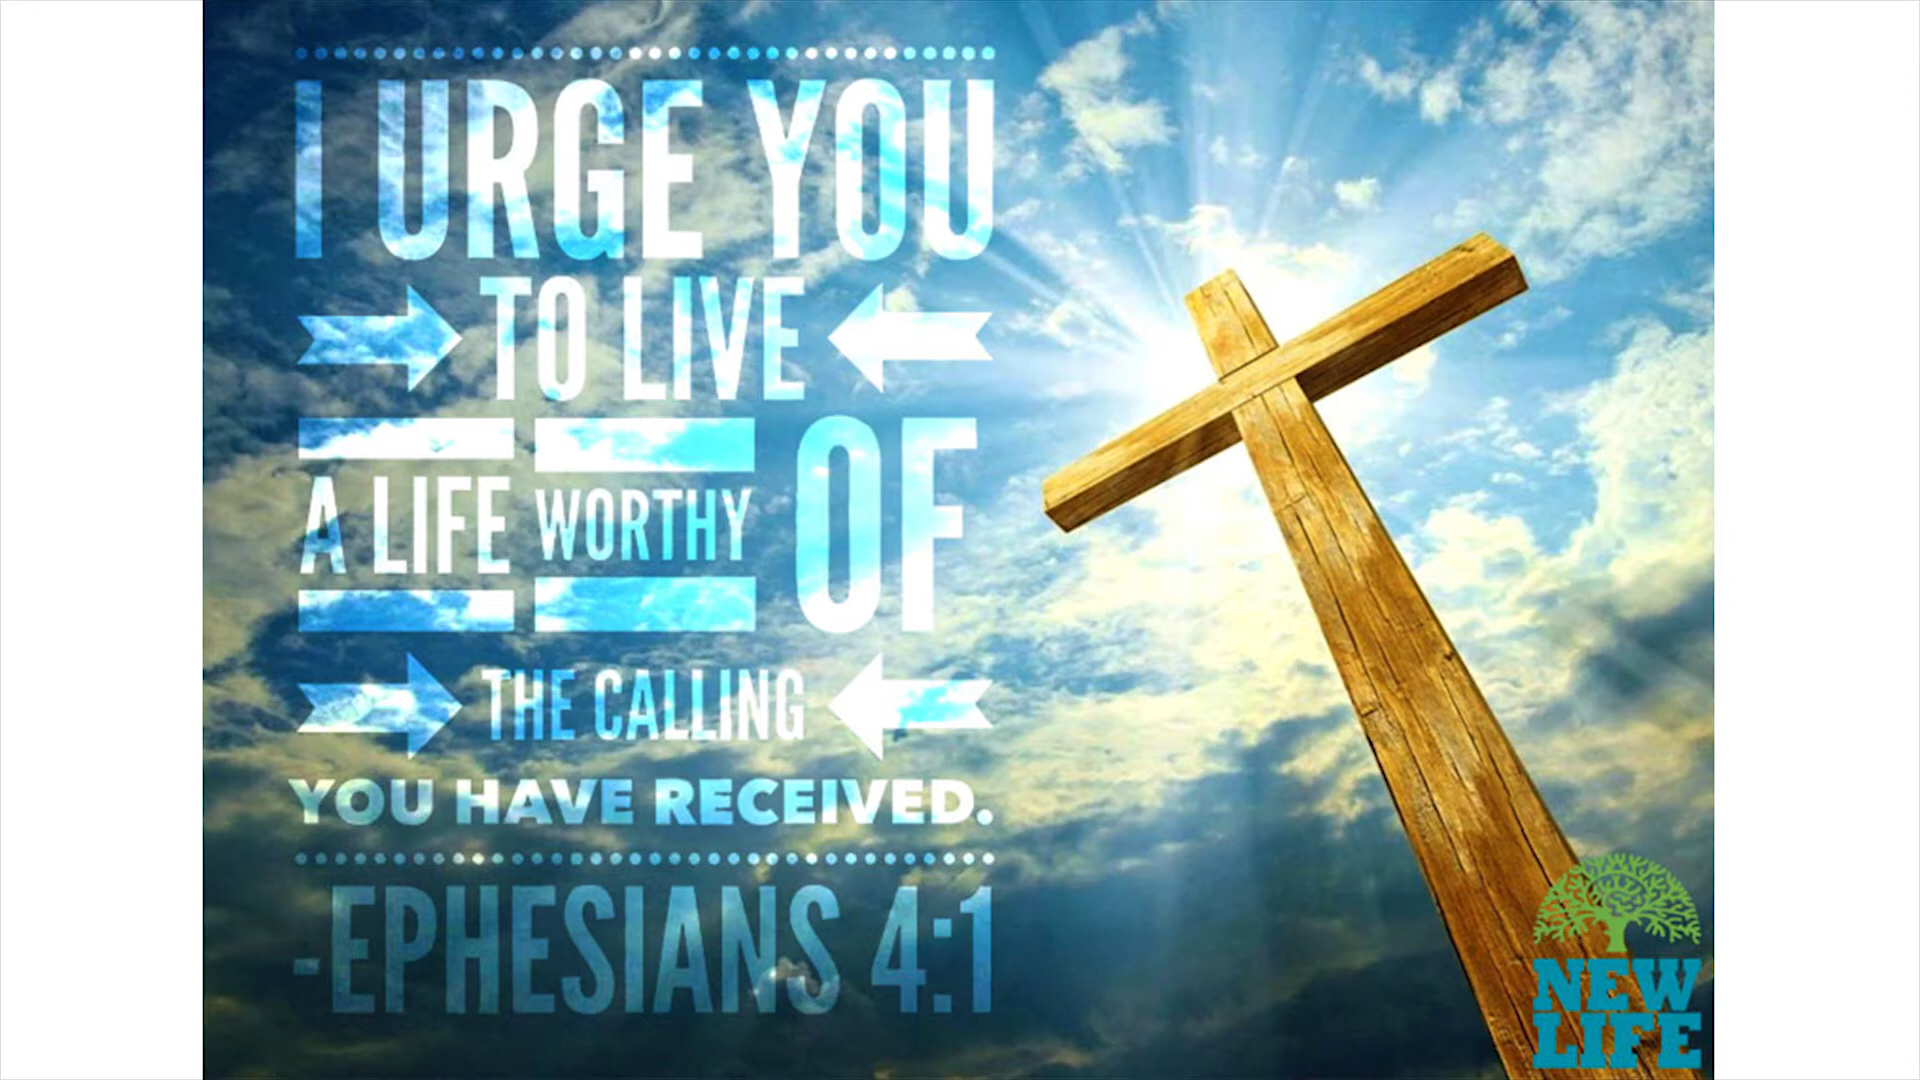 I URGE YOU
TO LIVE
A LIFE WORTHY OF
THE CALLING
YOU HAVE RECEIVED.
-EPHESIANS 4:1
NEW
LIFE